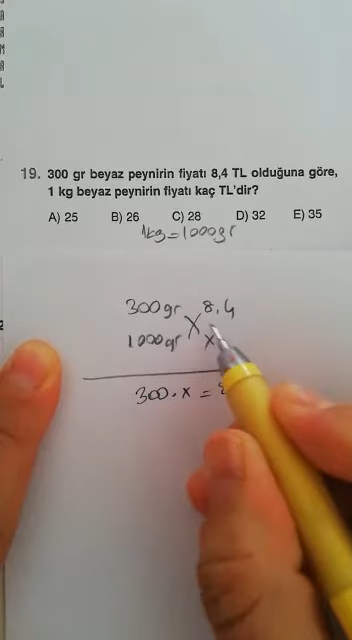 19. 300 gr beyaz peynirin fiyatı 8,4 TL olduğuna göre,
1 kg beyaz peynirin fiyatı kaç TL'dir?
A) 25 B) 26 C) 28 D) 32 E) 35
1kg = 1000gr
300gr 8,4
1000gr x
300 . x =